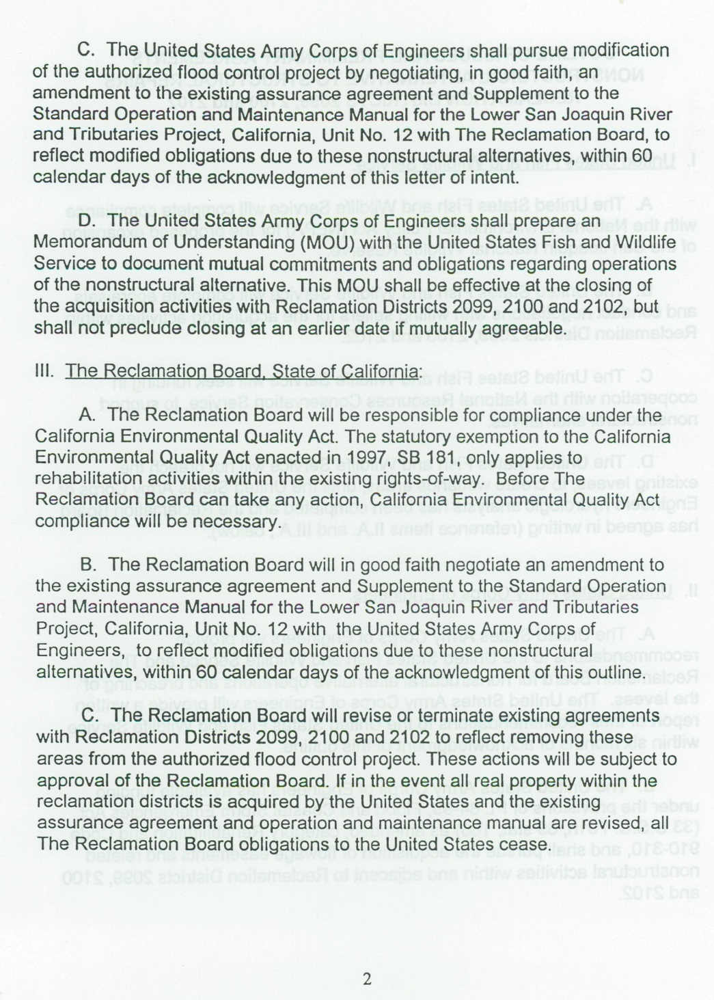 C. The United States Army Corps of Engineers shall pursue modification
of the authorized flood control project by negotiating, in good faith, an
amendment to the existing assurance agreement and Supplement to the
Standard Operation and Maintenance Manual for the Lower San Joaquin River
and Tributaries Project, California, Unit No. 12 with The Reclamation Board, to
reflect modified obligations due to these nonstructural alternatives, within 60
calendar days of the acknowledgment of this letter of intent.
D. The United States Army Corps of Engineers shall prepare an
Memorandum of Understanding (MOU) with the United States Fish and Wildlife
Service to document mutual commitments and obligations regarding operations
of the nonstructural alternative. This MOU shall be effective at the closing of
the acquisition activities with Reclamation Districts 2099, 2100 and 2102, but
shall not preclude closing at an earlier date if mutually agreeable.
III. The Reclamation Board, State of California:
A. The Reclamation Board will be responsible for compliance under the
California Environmental Quality Act. The statutory exemption to the California
Environmental Quality Act enacted in 1997, SB 181, only applies to
rehabilitation activities within the existing rights-of-way. Before The
Reclamation Board can take any action, California Environmental Quality Act
compliance will be necessary.
B. The Reclamation Board will in good faith negotiate an amendment to
the existing assurance agreement and Supplement to the Standard Operation
and Maintenance Manual for the Lower San Joaquin River and Tributaries
Project, California, Unit No. 12 with the United States Army Corps of
Engineers, to reflect modified obligations due to these nonstructural
alternatives, within 60 calendar days of the acknowledgment of this outline.
C. The Reclamation Board will revise or terminate existing agreements
with Reclamation Districts 2099, 2100 and 2102 to reflect removing these
areas from the authorized flood control project. These actions will be subject to
approval of the Reclamation Board. If in the event all real property within the
reclamation districts is acquired by the United States and the existing
assurance agreement and operation and maintenance manual are revised, all
The Reclamation Board obligations to the United States cease.
2